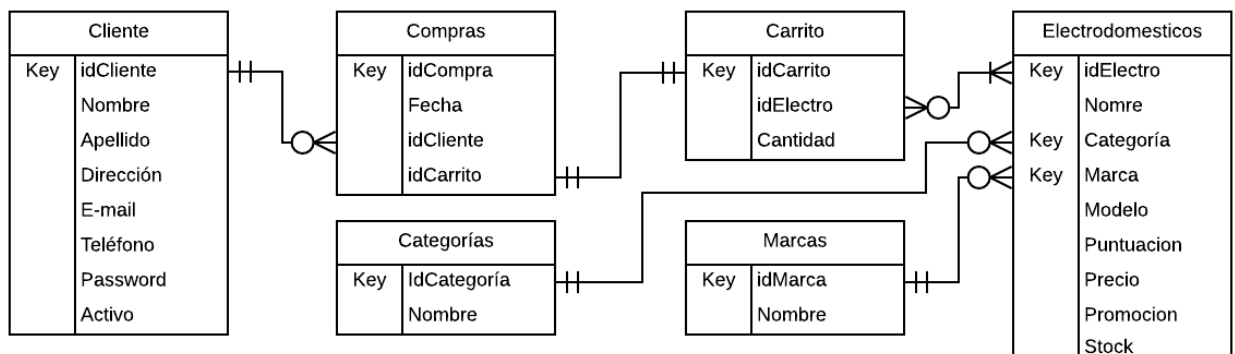 Cliente
Key idCliente
Nombre
Apellido
Dirección
E-mail
Teléfono
Password
Activo
Compras
Key idCompra
Fecha
idCliente
idCarrito
Carrito
Key idCarrito
idElectro
Cantidad
Electrodomesticos
Key idElectro
Nomre
Key Categoría
Key Marca
Modelo
Puntuacion
Precio
Promocion
Stock
Categorías
Key IdCategoría
Nombre
Marcas
Key idMarca
Nombre